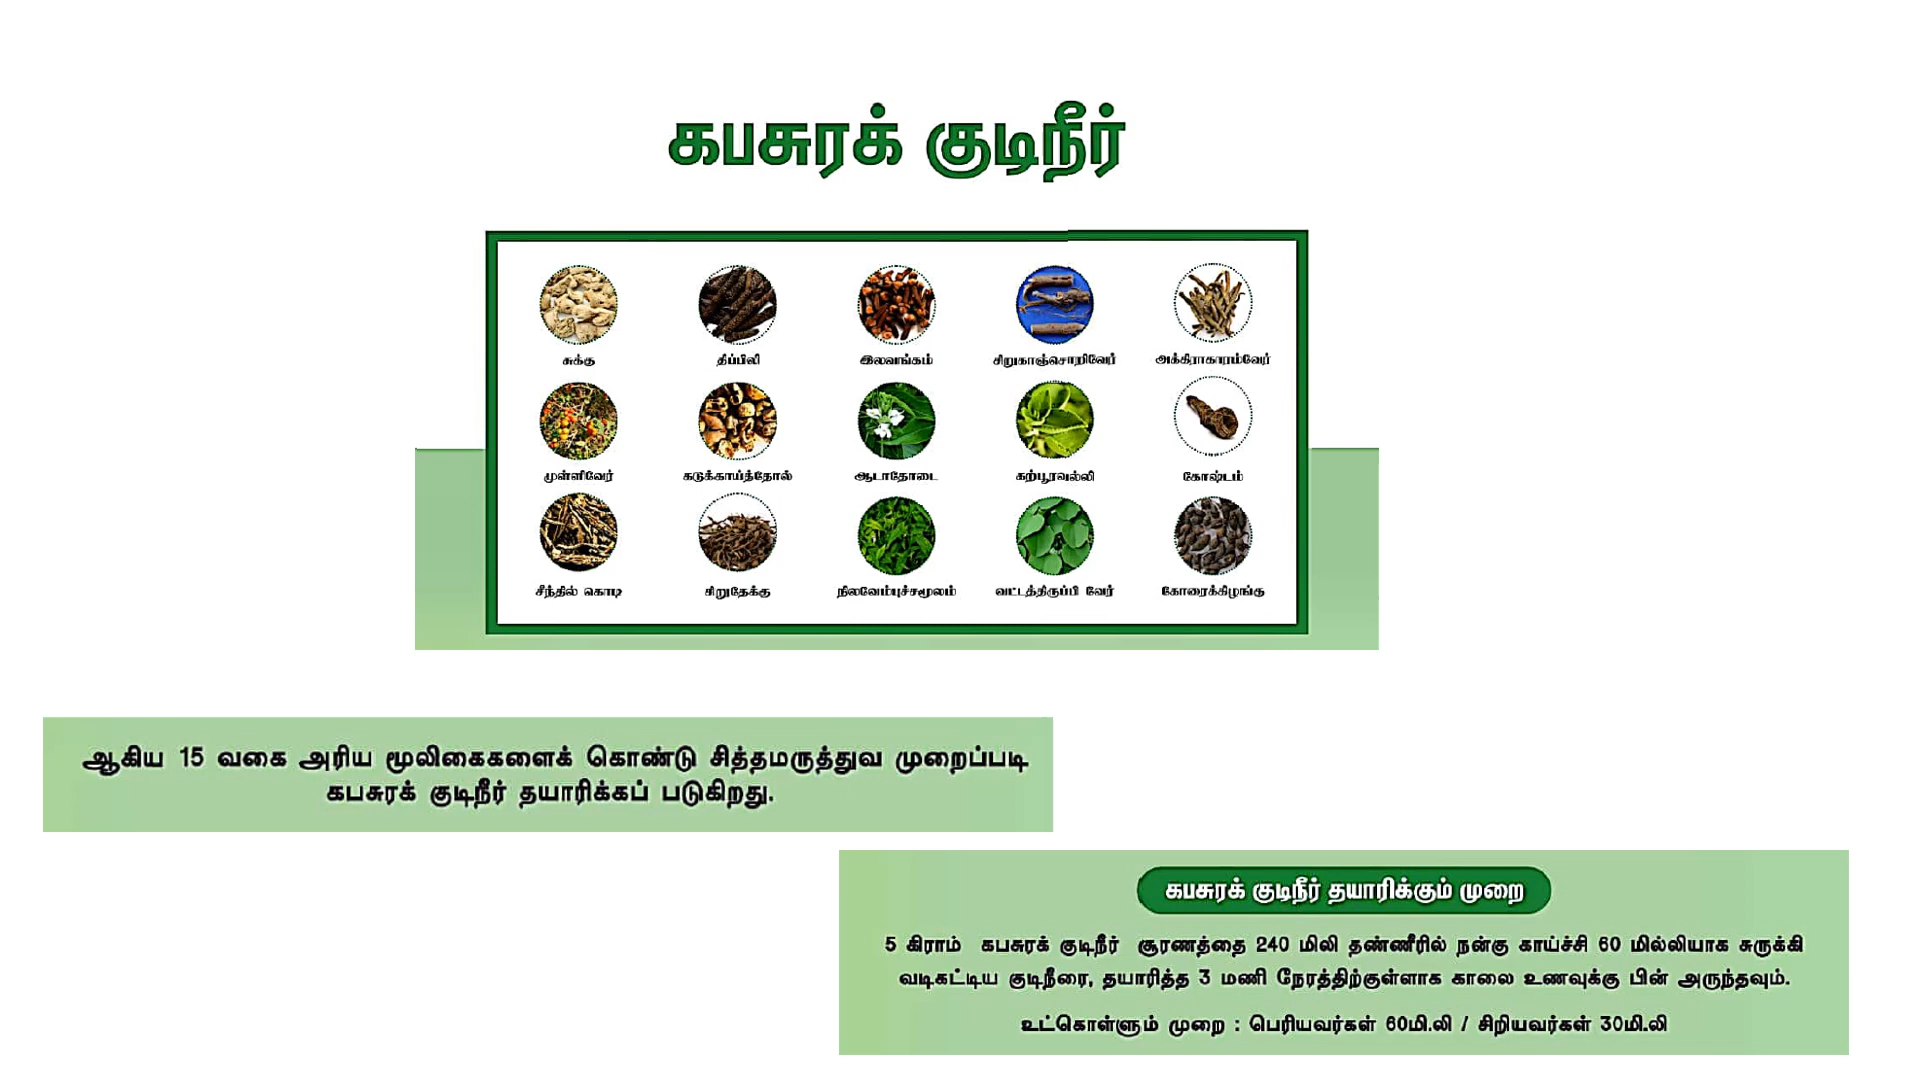 கபசுரக் குடிநீர்
சுக்கு
திப்பிலி
இலவங்கம்
சிறுகாஞ்சொறிவேர்
அக்கிராகாரம்வேர்
முள்ளிவேர்
கடுக்காய்த்தோல்
ஆடாதோடை
கற்பூரவல்லி
கோஷ்டம்
சீந்தில் கொடி
சிறுதேக்கு
நிலவேம்புச்சமூலம்
வட்டத்திருப்பி வேர்
கோரைக்கிழங்கு
ஆகிய 15 வகை அரிய மூலிகைகளைக் கொண்டு சித்தமருத்துவ முறைப்படி
கபசுரக் குடிநீர் தயாரிக்கப் படுகிறது.
கபசுரக் குடிநீர் தயாரிக்கும் முறை
5 கிராம் கபசுரக் குடிநீர் சூரணத்தை 240 மிலி தண்ணீரில் நன்கு காய்ச்சி 60 மில்லியாக சுருக்கி
வடிகட்டிய குடிநீரை, தயாரித்த 3 மணி நேரத்திற்குள்ளாக காலை உணவுக்கு பின் அருந்தவும்.
உட்கொள்ளும் முறை : பெரியவர்கள் 60மி.லி / சிறியவர்கள் 30மி.லி